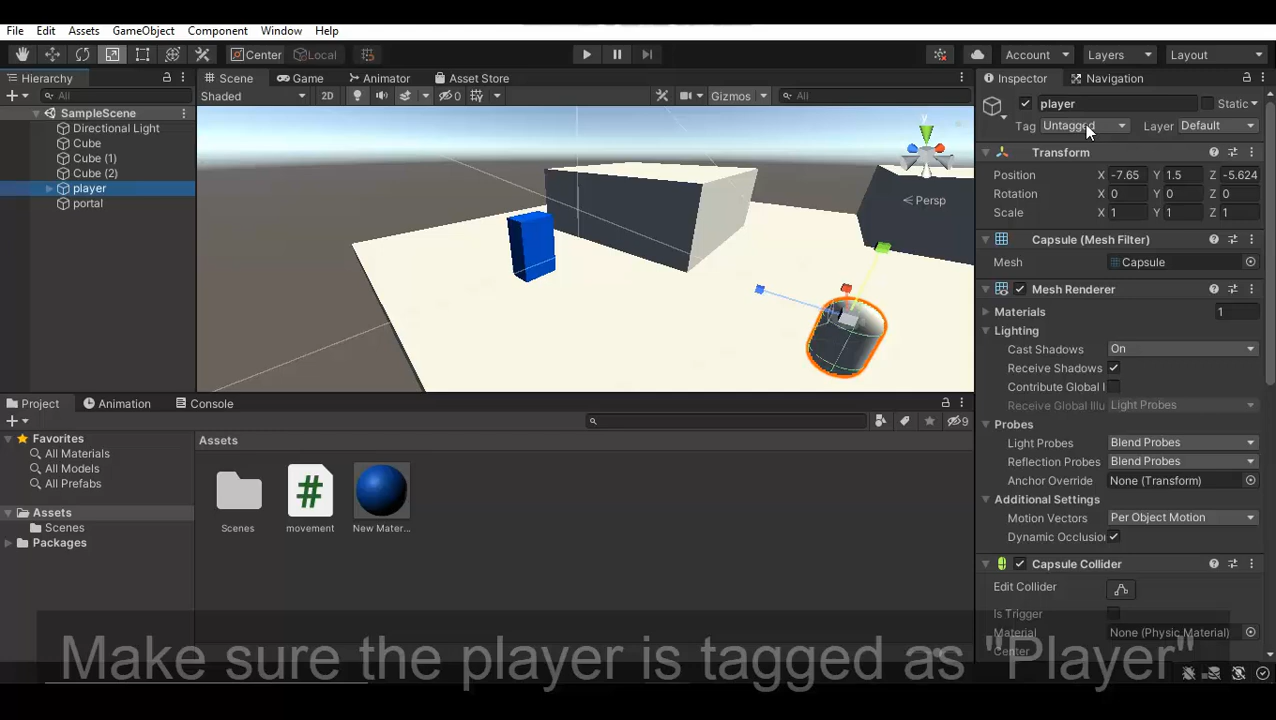 File Edit Assets GameObject Component Window Help
Center Local Account Layers Layout
Hierarchy Scene Game Animator Asset Store Inspector Navigation
All Shaded 2D 0 Gizmos All player Static
Tag Untagged Layer Default
SampleScene
Directional Light
Cube
Cube (1)
Cube (2)
player
portal
y
Persp
Transform
Position X -7.65 Y 1.5 Z -5.624
Rotation X 0 Y 0 Z 0
Scale X 1 Y 1 Z 1
Capsule (Mesh Filter)
Mesh Capsule
Mesh Renderer
Materials 1
Lighting
Cast Shadows On
Receive Shadows
Contribute Global I
Receive Global Illu Light Probes
Probes
Light Probes Blend Probes
Reflection Probes Blend Probes
Anchor Override None (Transform)
Additional Settings
Motion Vectors Per Object Motion
Dynamic Occlusion
Capsule Collider
Edit Collider
Is Trigger
Material None (Physic Material)
Center
Project Animation Console
9
Favorites
All Materials
All Models
All Prefabs
Assets
Scenes
Packages
Assets
#
Scenes movement New Mater...
Make sure the player is tagged as "Player"